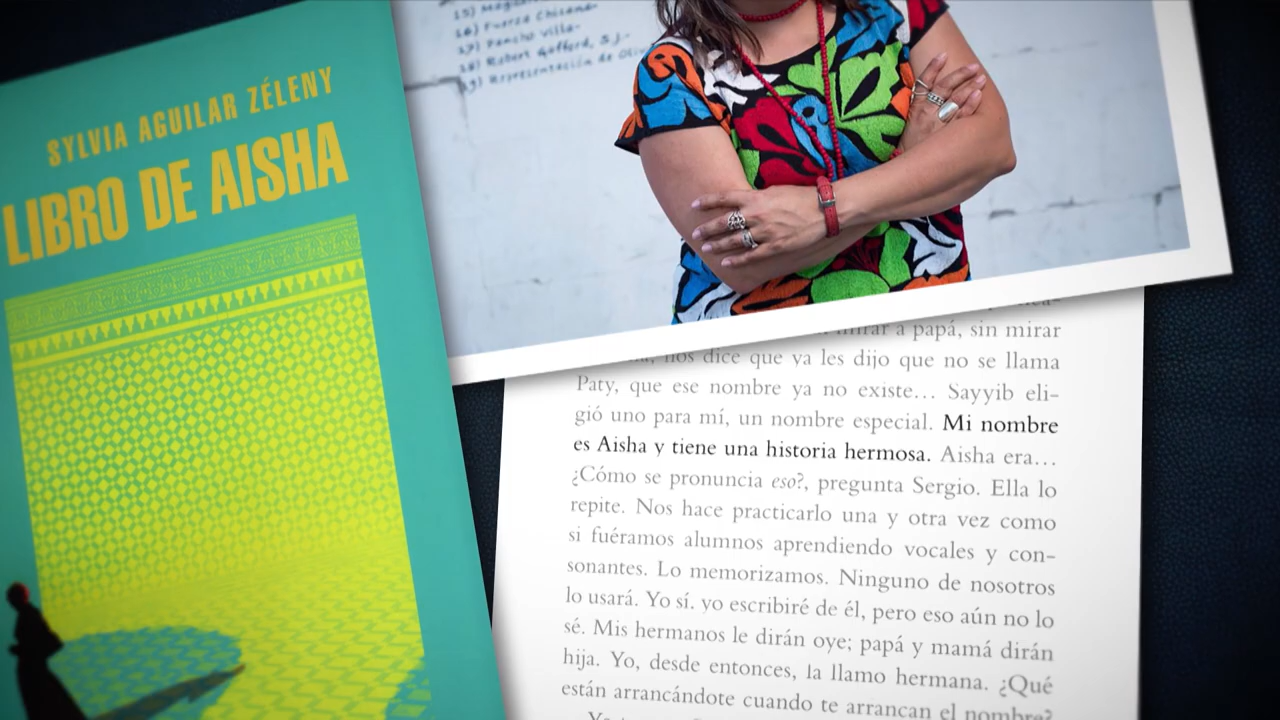 SYLVIA AGUILAR ZÉLENY
LIBRO DE AISHA
15)
16) Fuerza Chicana-
17) Pancho Villa-
18) Robert Gafford, S.J.-
19) Representación de
mirar a papá, sin mirar
nos dice que ya les dijo que no se llama
Paty, que ese nombre ya no existe… Sayyib eli-
gió uno para mí, un nombre especial. Mi nombre
es Aisha y tiene una historia hermosa. Aisha era…
¿Cómo se pronuncia eso?, pregunta Sergio. Ella lo
repite. Nos hace practicarlo una y otra vez como
si fuéramos alumnos aprendiendo vocales y con-
sonantes. Lo memorizamos. Ninguno de nosotros
lo usará. Yo sí. yo escribiré de él, pero eso aún no lo
sé. Mis hermanos le dirán oye; papá y mamá dirán
hija. Yo, desde entonces, la llamo hermana. ¿Qué
están arrancándote cuando te arrancan el nombre?